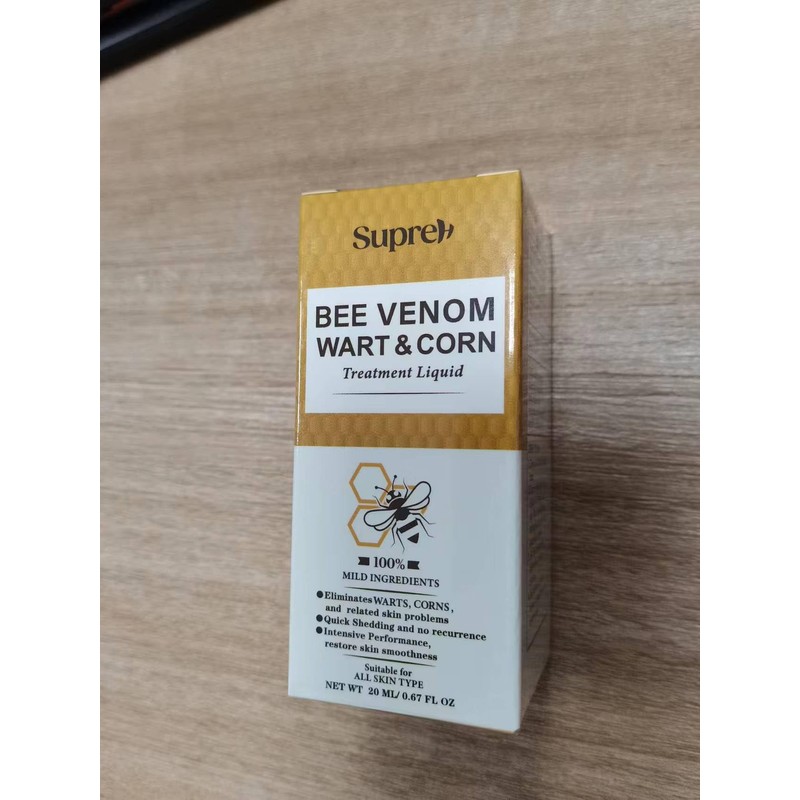 SupreH
BEE VENOM
WART & CORN
Treatment Liquid
100%
MILD INGREDIENTS
●Eliminates WARTS, CORNS,
and related skin problems
●Quick Shedding and no recurrence
●Intensive Performance,
restore skin smoothness
Suitable for
ALL SKIN TYPE
NET WT 20 ML/ 0.67 FL OZ